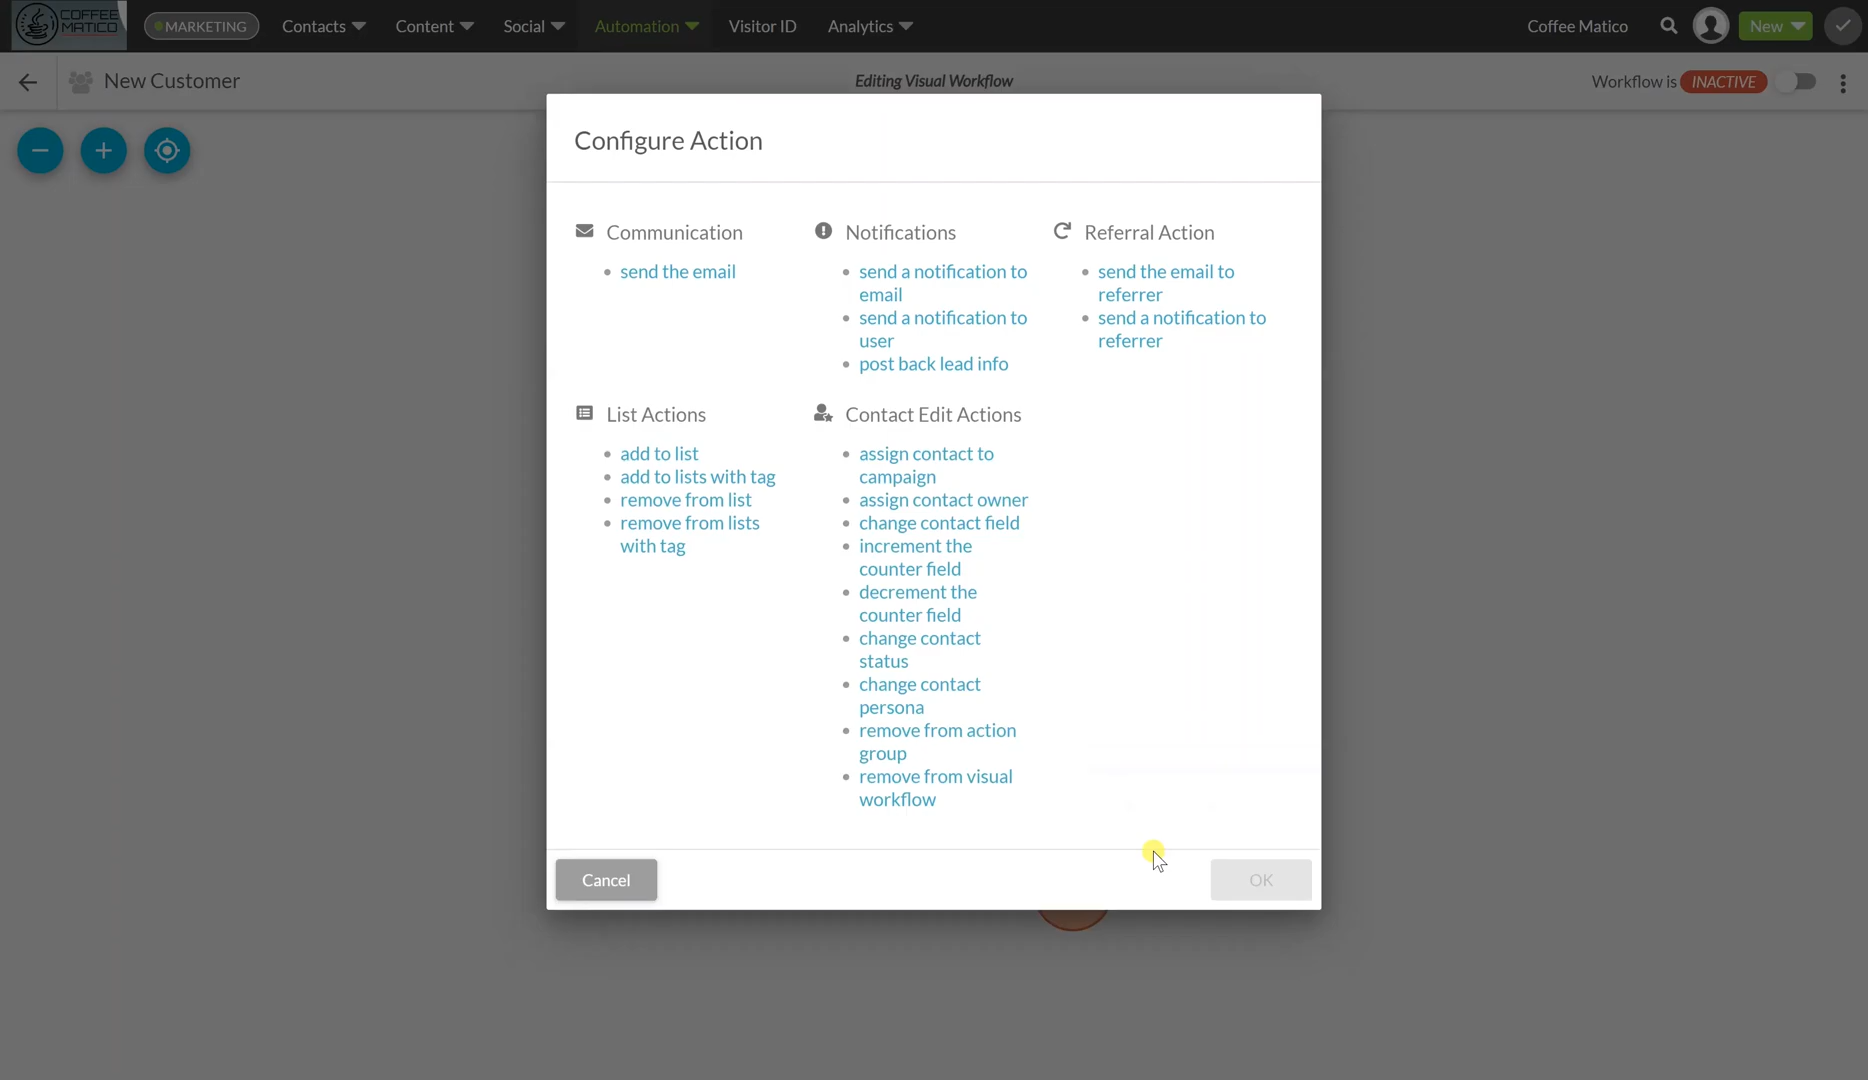 COFFEE
MATICO
MARKETING
Contacts
Content
Social
Automation
Visitor ID
Analytics
Coffee Matico
New
New Customer
Editing Visual Workflow
Workflow is INACTIVE
Configure Action
Communication
send the email
Notifications
send a notification to
email
send a notification to
user
post back lead info
Referral Action
send the email to
referrer
send a notification to
referrer
List Actions
add to list
add to lists with tag
remove from list
remove from lists
with tag
Contact Edit Actions
assign contact to
campaign
assign contact owner
change contact field
increment the
counter field
decrement the
counter field
change contact
status
change contact
persona
remove from action
group
remove from visual
workflow
Cancel
OK